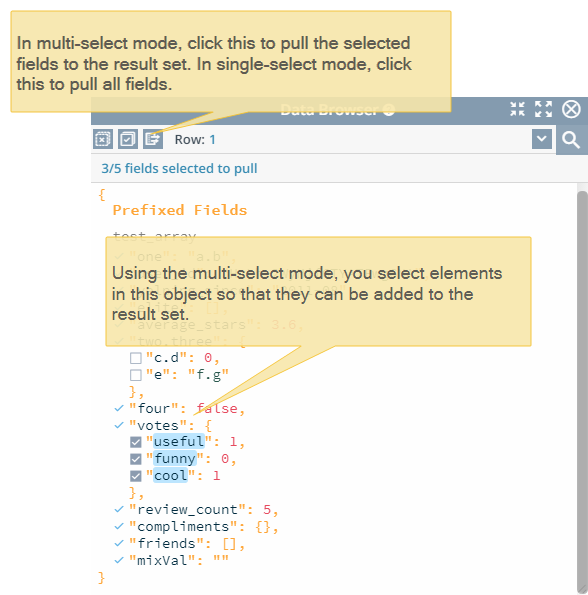 In multi-select mode, click this to pull the selected
fields to the result set. In single-select mode, click
this to pull all fields.
Data Browser
Row: 1
3/5 fields selected to pull
{
Prefixed Fields
test_array
"one": "a.b",
Using the multi-select mode, you select elements
in this object so that they can be added to the
result set.
"average_stars": 3.6,
"two.three": {
"c.d": 0,
"e": "f.g"
},
"four": false,
"votes": {
"useful": 1,
"funny": 0,
"cool": 1
},
"review_count": 5,
"compliments": {},
"friends": [],
"mixVal": ""
}